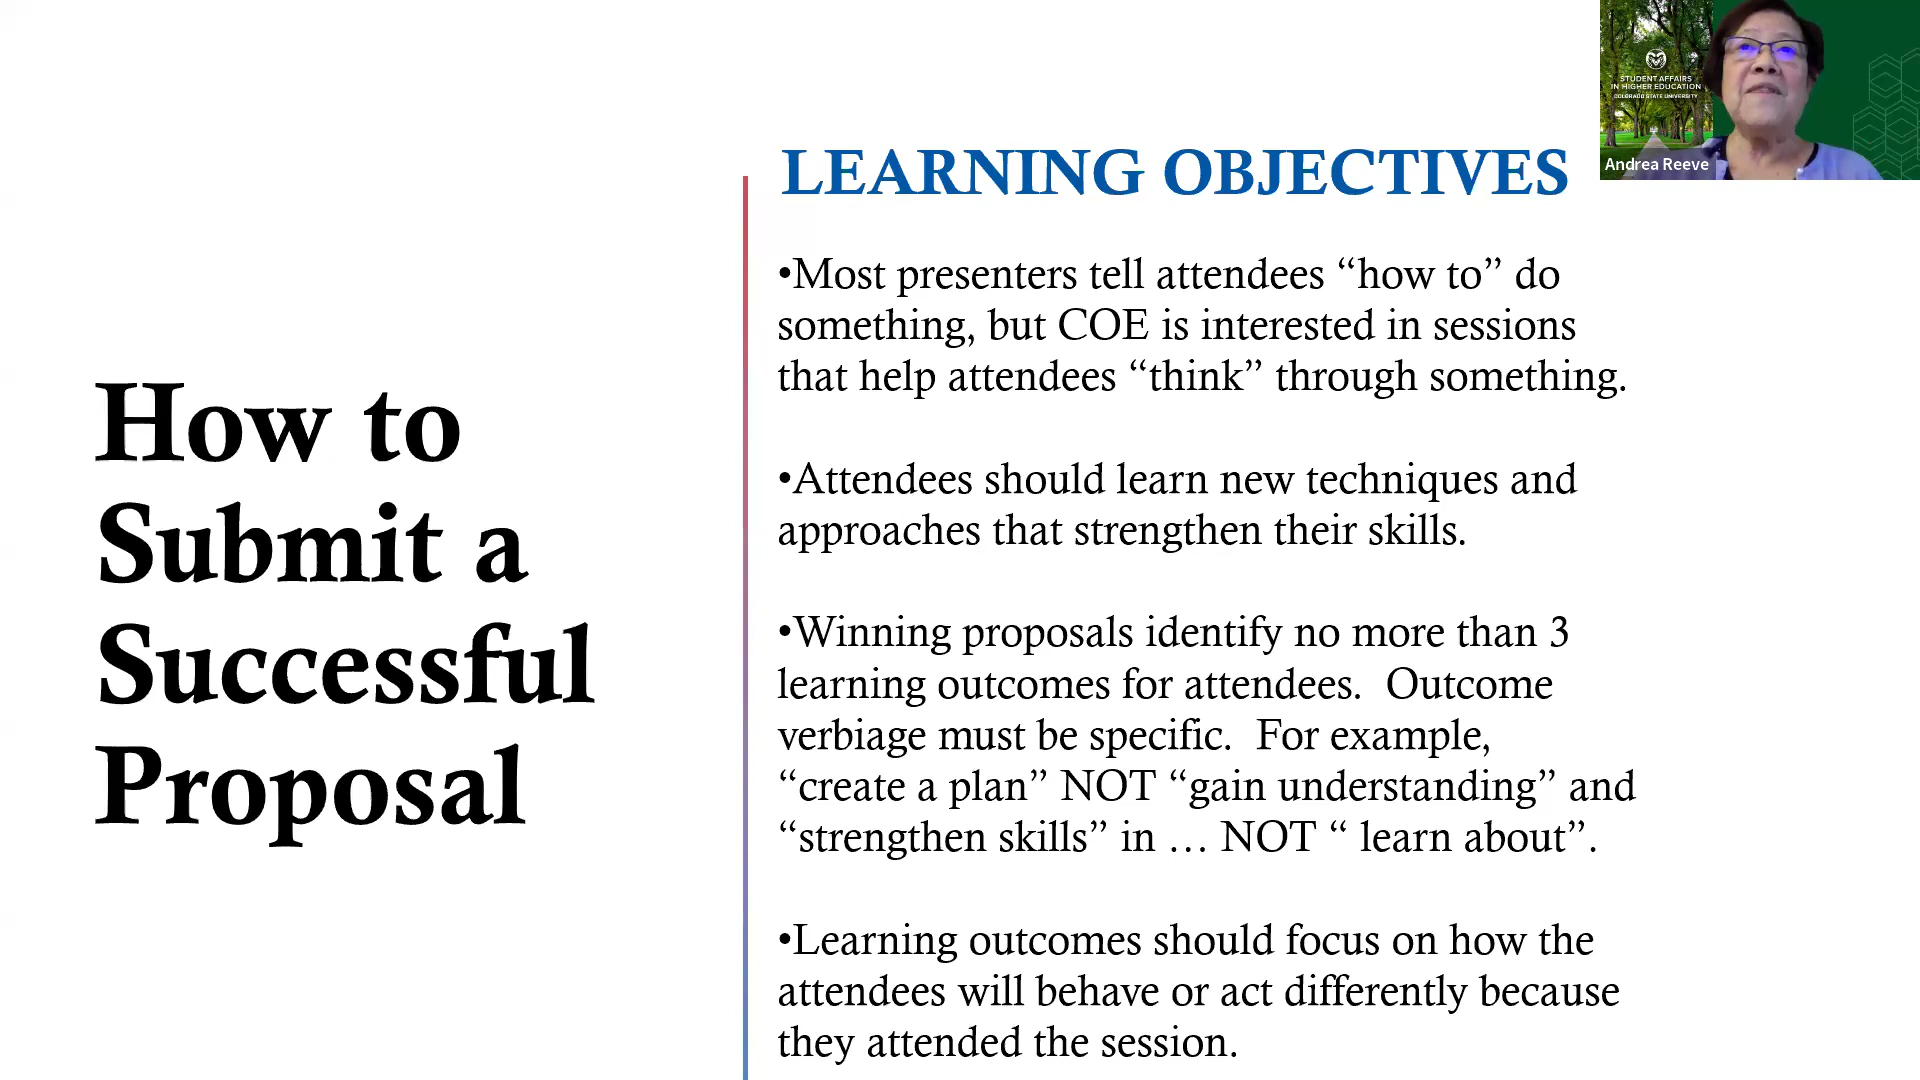 STUDENT AFFAIRS
IN HIGHER EDUCATION
COLORADO STATE UNIVERSITY
Andrea Reeve
How to
Submit a
Successful
Proposal
LEARNING OBJECTIVES
•Most presenters tell attendees “how to” do
something, but COE is interested in sessions
that help attendees “think” through something.
•Attendees should learn new techniques and
approaches that strengthen their skills.
•Winning proposals identify no more than 3
learning outcomes for attendees.  Outcome
verbiage must be specific.  For example,
“create a plan” NOT “gain understanding” and
“strengthen skills” in … NOT “ learn about”.
•Learning outcomes should focus on how the
attendees will behave or act differently because
they attended the session.